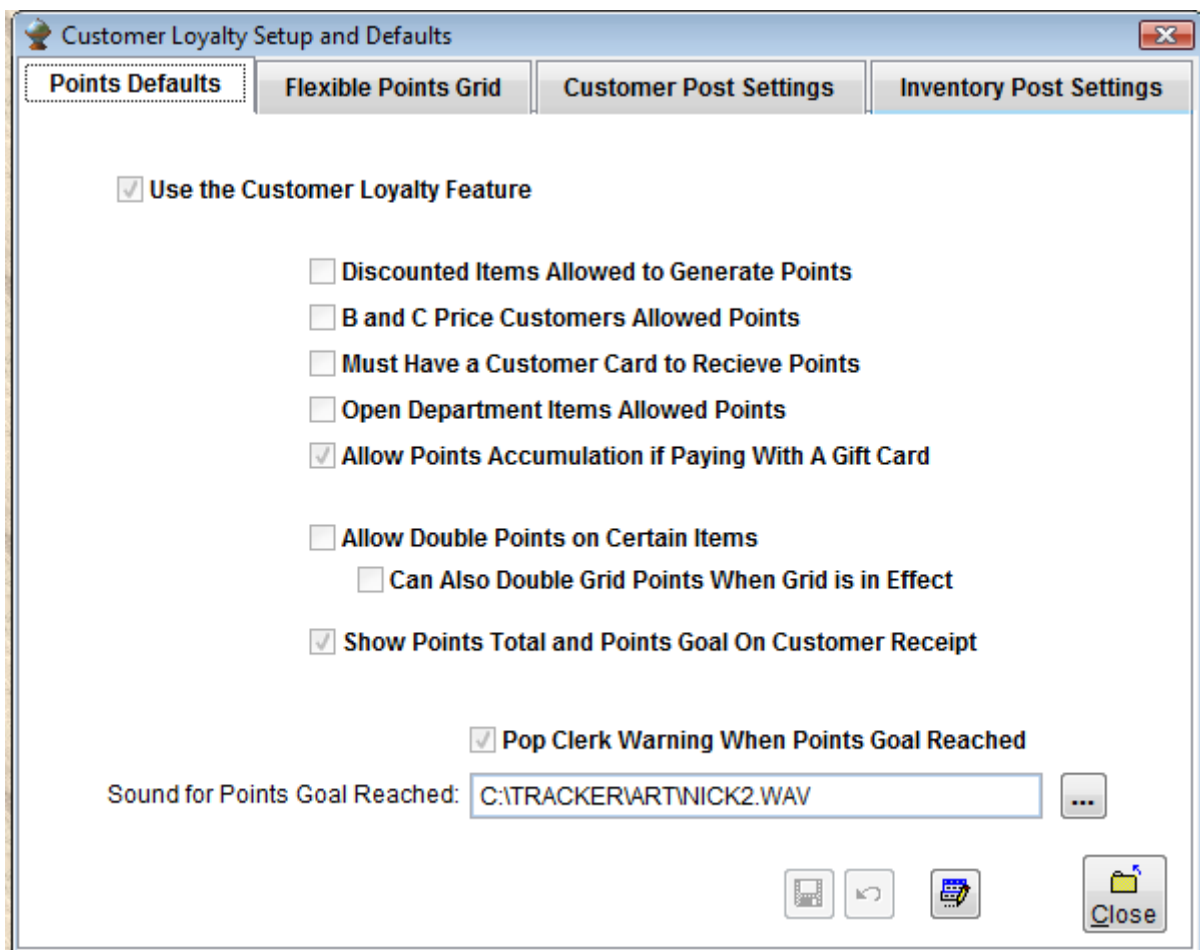 Customer Loyalty Setup and Defaults
Points Defaults Flexible Points Grid Customer Post Settings Inventory Post Settings
Use the Customer Loyalty Feature
Discounted Items Allowed to Generate Points
B and C Price Customers Allowed Points
Must Have a Customer Card to Recieve Points
Open Department Items Allowed Points
Allow Points Accumulation if Paying With A Gift Card
Allow Double Points on Certain Items
Can Also Double Grid Points When Grid is in Effect
Show Points Total and Points Goal On Customer Receipt
Pop Clerk Warning When Points Goal Reached
Sound for Points Goal Reached: C:\TRACKER\ART\NICK2.WAV ...
Close